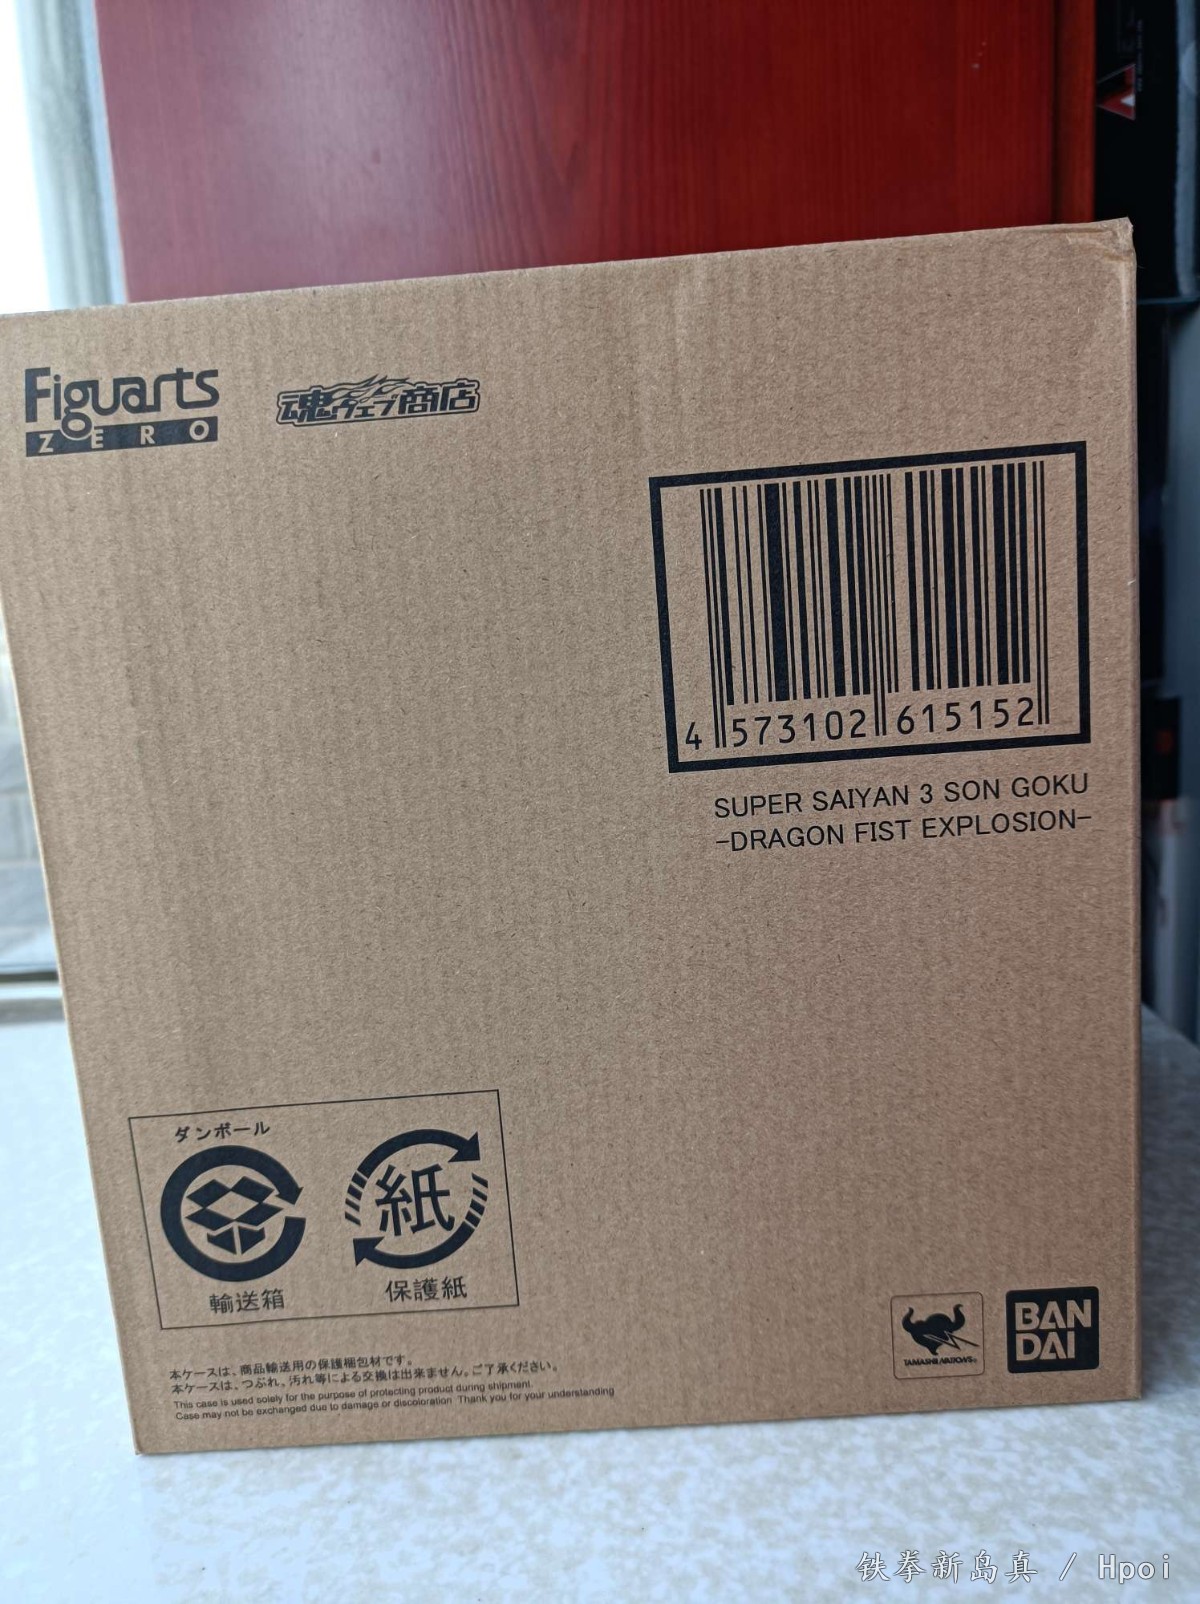 Figuarts
ZERO
魂ウェブ商店
4 573102 615152
SUPER SAIYAN 3 SON GOKU
-DRAGON FIST EXPLOSION-
ダンボール
紙
輸送箱
保護紙
本ケースは、商品輸送用の保護梱包材です。
本ケースは、つぶれ、汚れ等による交換は出来ません。ご了承ください。
This case is used solely for the purpose of protecting product during shipment.
Case may not be exchanged due to damage or discoloration Thank you for your understanding
TAMASHII NATIONS
BAN
DAI
铁拳新岛真 / Hpoi